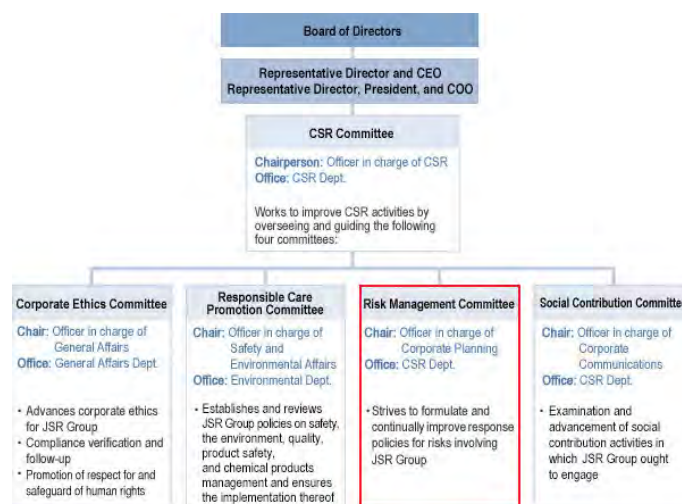 Board of Directors
Representative Director and CEO
Representative Director, President, and COO
CSR Committee
Chairperson: Officer in charge of CSR
Office: CSR Dept.
Works to improve CSR activities by
overseeing and guiding the following
four committees:
Corporate Ethics Committee
Chair: Officer in charge of
General Affairs
Office: General Affairs Dept.
• Advances corporate ethics
for JSR Group
• Compliance verification and
follow-up
• Promotion of respect for and
safeguard of human rights
Responsible Care
Promotion Committee
Chair: Officer in charge of
Safety and
Environmental Affairs
Office: Environmental Dept.
• Establishes and reviews
JSR Group policies on safety,
the environment, quality,
product safety,
and chemical products
management and ensures
the implementation thereof
Risk Management Committee
Chair: Officer in charge of
Corporate Planning
Office: CSR Dept.
• Strives to formulate and
continually improve response
policies for risks involving
JSR Group
Social Contribution Committe
Chair: Officer in charge of
Corporate
Communications
Office: CSR Dept.
• Examination and
advancement of social
contribution activities in
which JSR Group ought
to engage